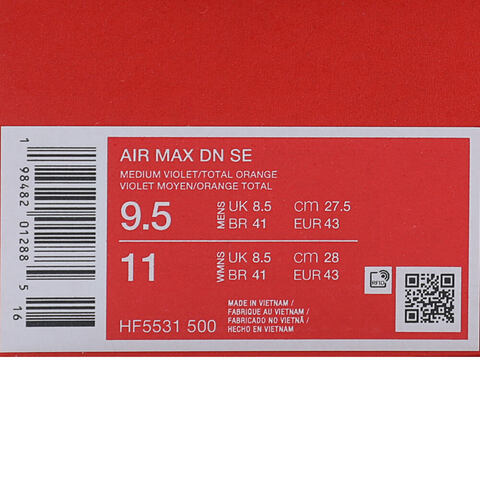 AIR MAX DN SE
MEDIUM VIOLET/TOTAL ORANGE
VIOLET MOYEN/ORANGE TOTAL
9.5 MENS UK 8.5 CM 27.5
BR 41 EUR 43
11 WMNS UK 8.5 CM 28
BR 41 EUR 43
RFID
MADE IN VIETNAM /
FABRIQUE AU VIETNAM /
FABRICADO NO VIETNÃ /
HECHO EN VIETNAM
HF5531 500
1 98482 01288 5 16